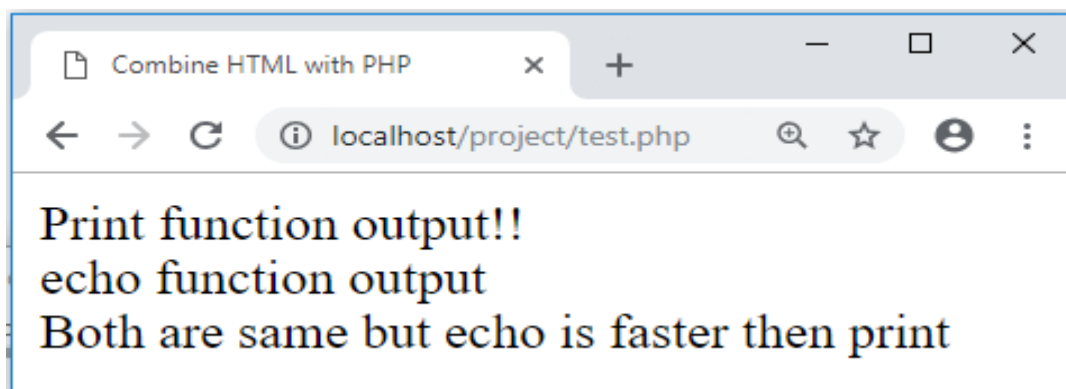 Combine HTML with PHP
localhost/project/test.php
Print function output!!
echo function output
Both are same but echo is faster then print